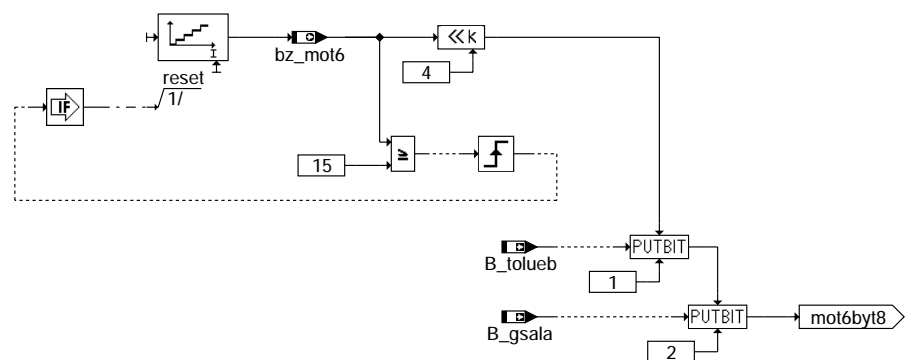 I
bz_mot6
<<k
4
reset
1/
IF
15
≥
B_tolueb
PUTBIT
1
B_gsala
PUTBIT
mot6byt8
2